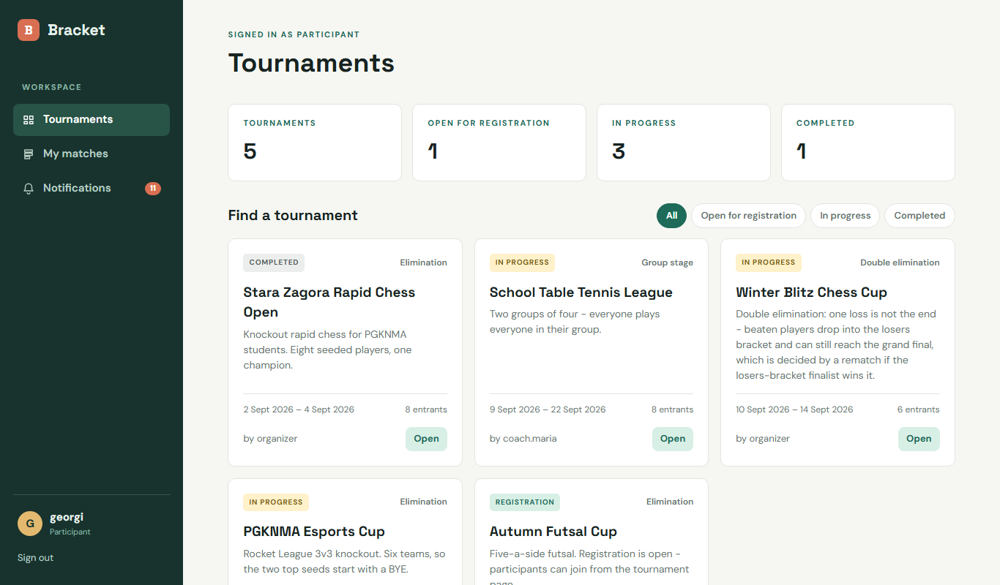 B Bracket
WORKSPACE
Tournaments
My matches
Notifications 11
G georgi
Participant
Sign out
SIGNED IN AS PARTICIPANT
Tournaments
TOURNAMENTS
5
OPEN FOR REGISTRATION
1
IN PROGRESS
3
COMPLETED
1
Find a tournament
All Open for registration In progress Completed
COMPLETED Elimination
Stara Zagora Rapid Chess
Open
Knockout rapid chess for PGKNMA
students. Eight seeded players, one
champion.
2 Sept 2026 – 4 Sept 2026 8 entrants
by organizer Open
IN PROGRESS Group stage
School Table Tennis League
Two groups of four - everyone plays
everyone in their group.
9 Sept 2026 – 22 Sept 2026 8 entrants
by coach.maria Open
IN PROGRESS Double elimination
Winter Blitz Chess Cup
Double elimination: one loss is not the end
- beaten players drop into the losers
bracket and can still reach the grand final,
which is decided by a rematch if the
losers-bracket finalist wins it.
10 Sept 2026 – 14 Sept 2026 6 entrants
by organizer Open
IN PROGRESS Elimination
PGKNMA Esports Cup
Rocket League 3v3 knockout. Six teams, so
the two top seeds start with a BYE.
REGISTRATION Elimination
Autumn Futsal Cup
Five-a-side futsal. Registration is open -
participants can join from the tournament
page.